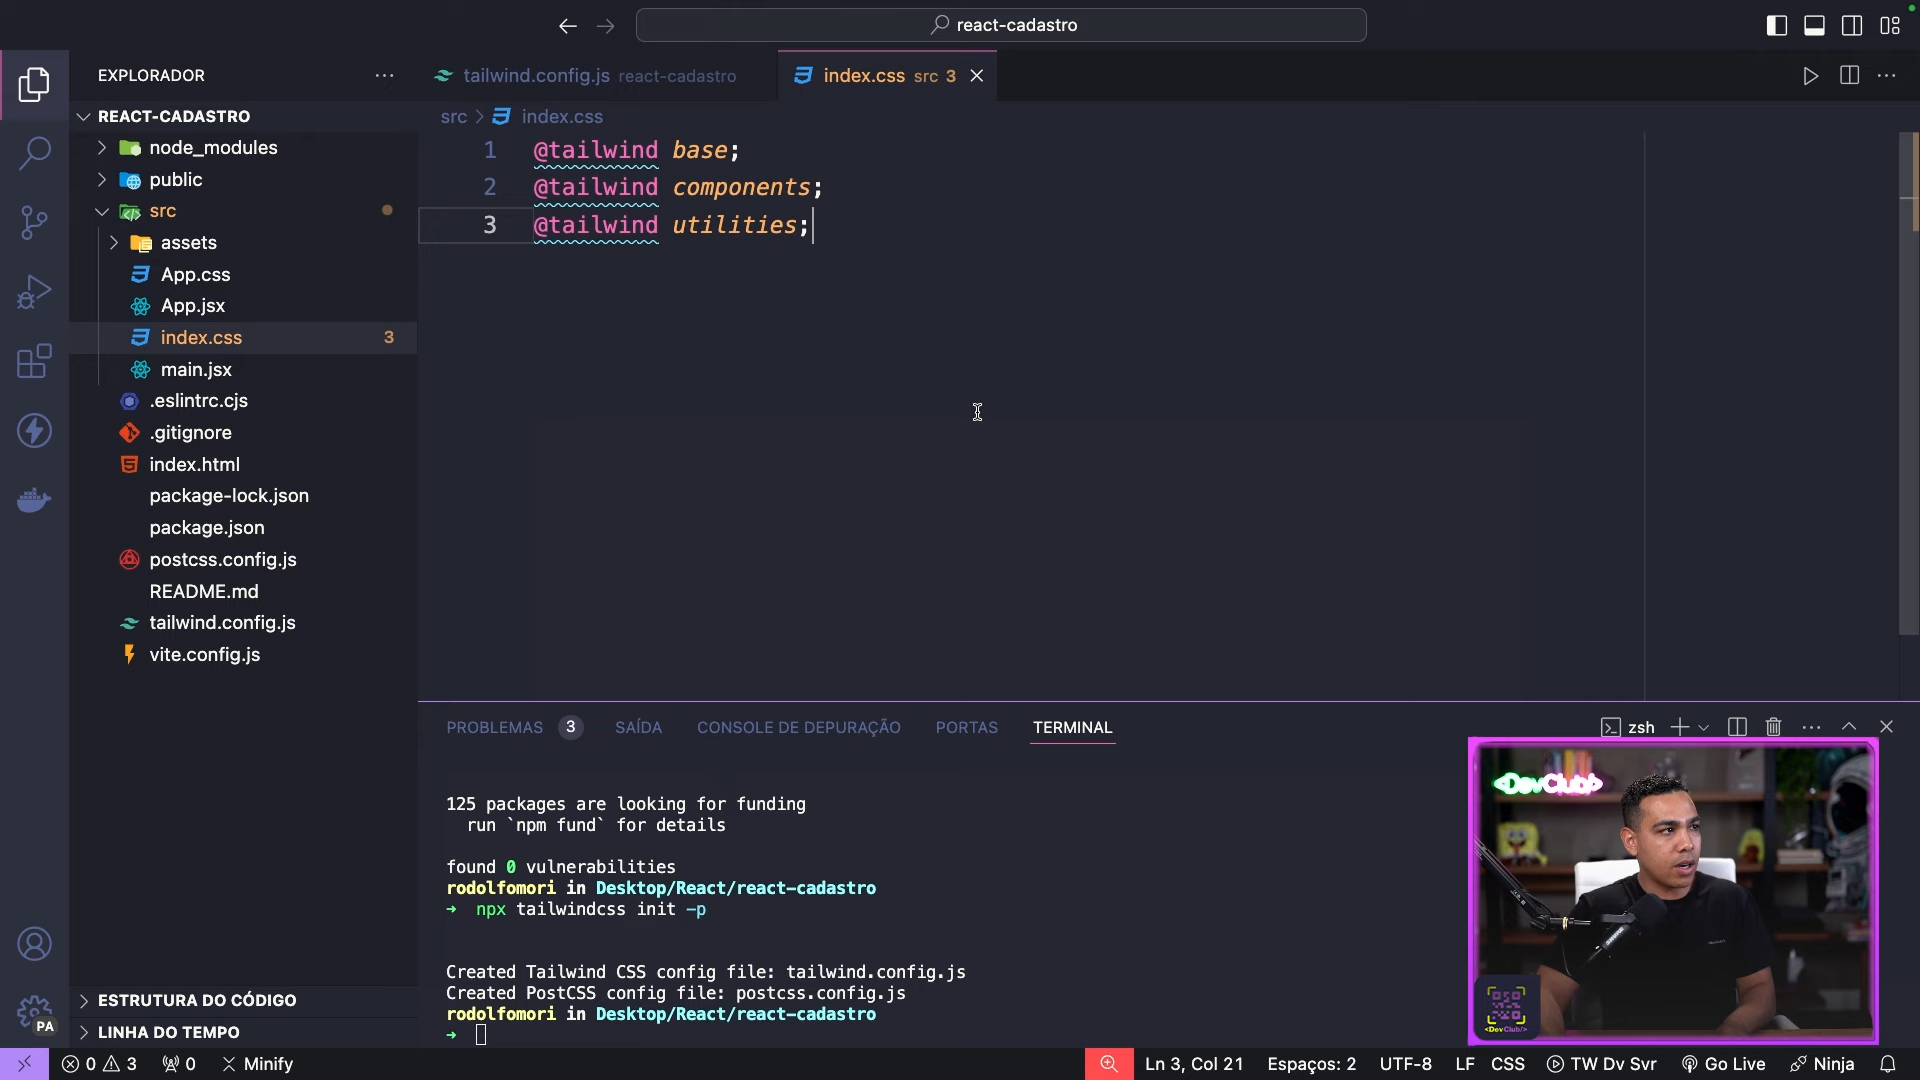 react-cadastro
EXPLORADOR
REACT-CADASTRO
node_modules
public
src
assets
App.css
App.jsx
index.css 3
main.jsx
.eslintrc.cjs
.gitignore
index.html
package-lock.json
package.json
postcss.config.js
README.md
tailwind.config.js
vite.config.js
ESTRUTURA DO CÓDIGO
LINHA DO TEMPO
PA
tailwind.config.js react-cadastro
index.css src 3
src > index.css
1 @tailwind base;
2 @tailwind components;
3 @tailwind utilities;
PROBLEMAS 3 SAÍDA CONSOLE DE DEPURAÇÃO PORTAS TERMINAL
zsh
125 packages are looking for funding
run `npm fund` for details
found 0 vulnerabilities
rodolfomori in Desktop/React/react-cadastro
➜ npx tailwindcss init -p
Created Tailwind CSS config file: tailwind.config.js
Created PostCSS config file: postcss.config.js
rodolfomori in Desktop/React/react-cadastro
➜
<DevClub/>
<DevClub/>
0 3 0 Minify
Ln 3, Col 21 Espaços: 2 UTF-8 LF CSS TW Dv Svr Go Live Ninja